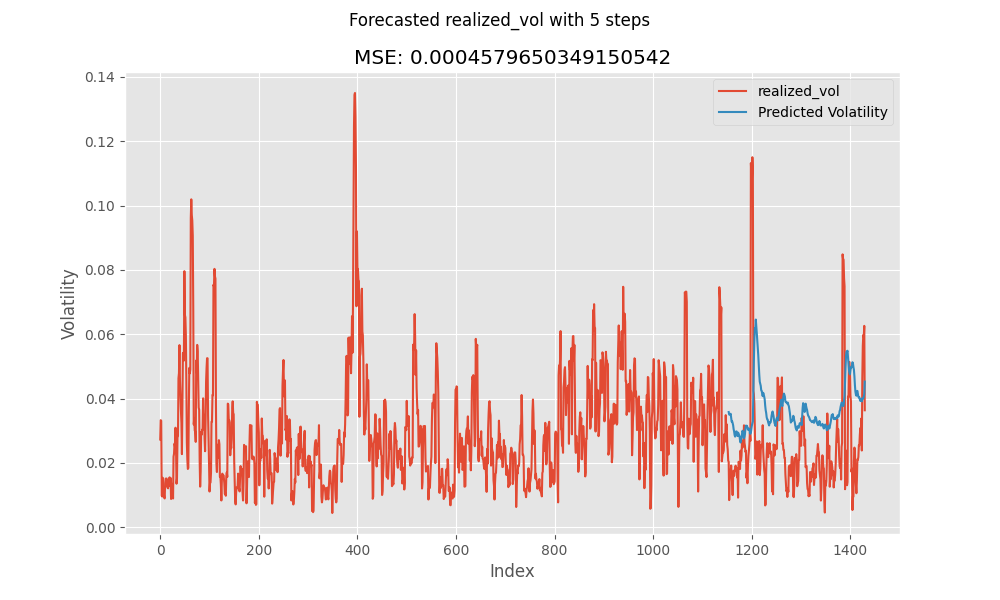 Forecasted realized_vol with 5 steps
MSE: 0.0004579650349150542
realized_vol
Predicted Volatility
0.14
0.12
0.10
0.08
0.06
0.04
0.02
0.00
Volatility
0 200 400 600 800 1000 1200 1400
Index